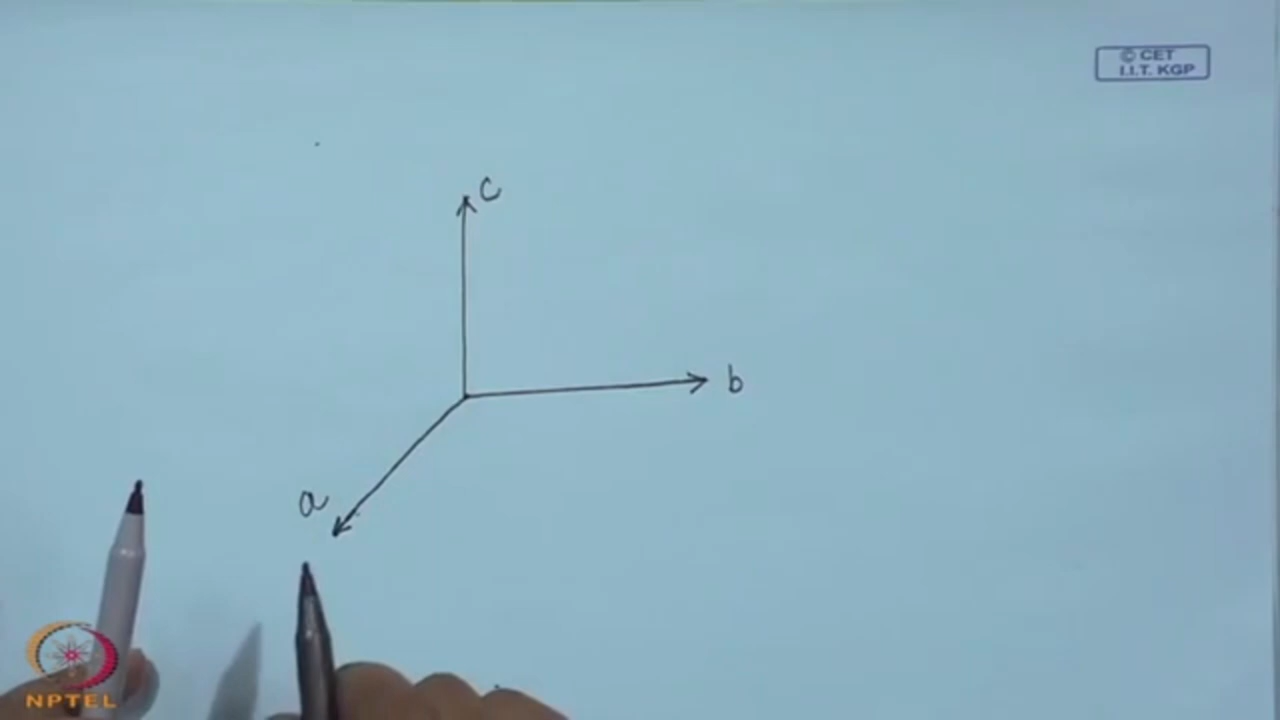 © CET
I.I.T. KGP
c
b
a
NPTEL